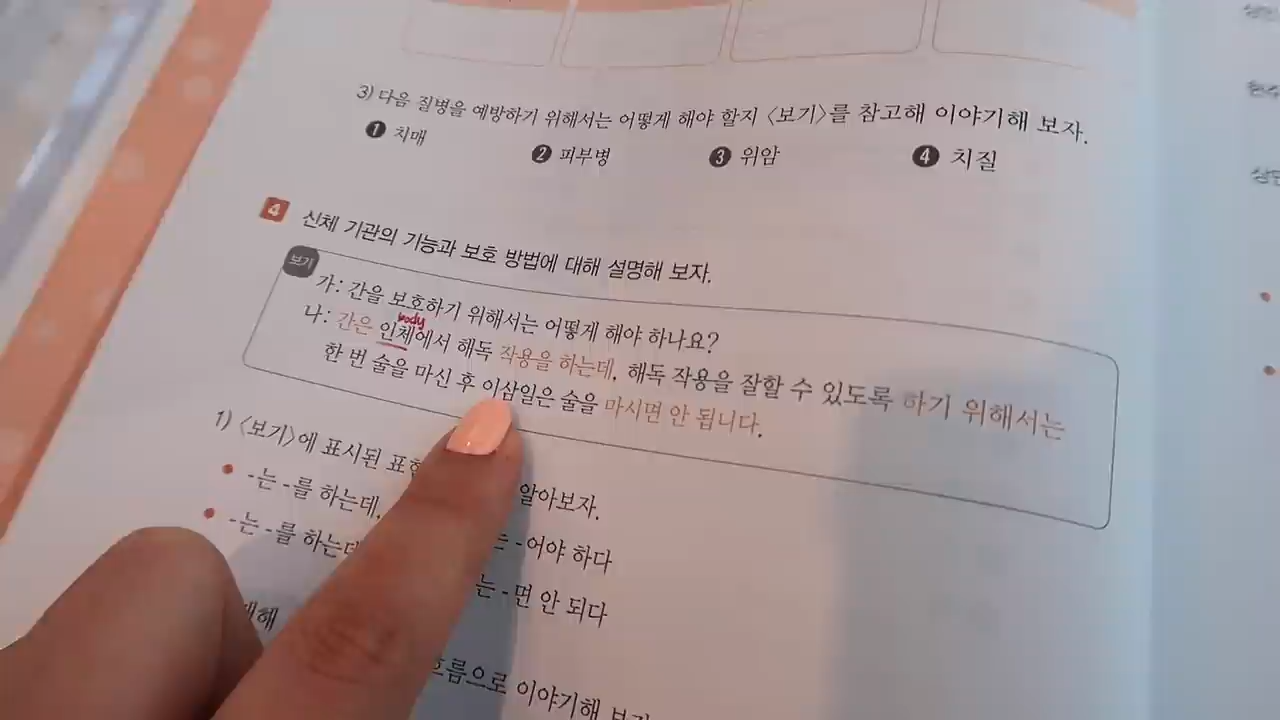 3) 다음 질병을 예방하기 위해서는 어떻게 해야 할지 〈보기〉를 참고해 이야기해 보자.
❶ 치매 ❷ 피부병 ❸ 위암 ❹ 치질
4 신체 기관의 기능과 보호 방법에 대해 설명해 보자.
보기
가: 간을 보호하기 위해서는 어떻게 해야 하나요?
body
나: 간은 인체에서 해독 작용을 하는데, 해독 작용을 잘할 수 있도록 하기 위해서는
한 번 술을 마신 후 이삼일은 술을 마시면 안 됩니다.
1) 〈보기〉에 표시된 알아보자.
• -는 -를 하는데, -어야 하다
• -는 -를 하는데 -면 안 되다
이야기해